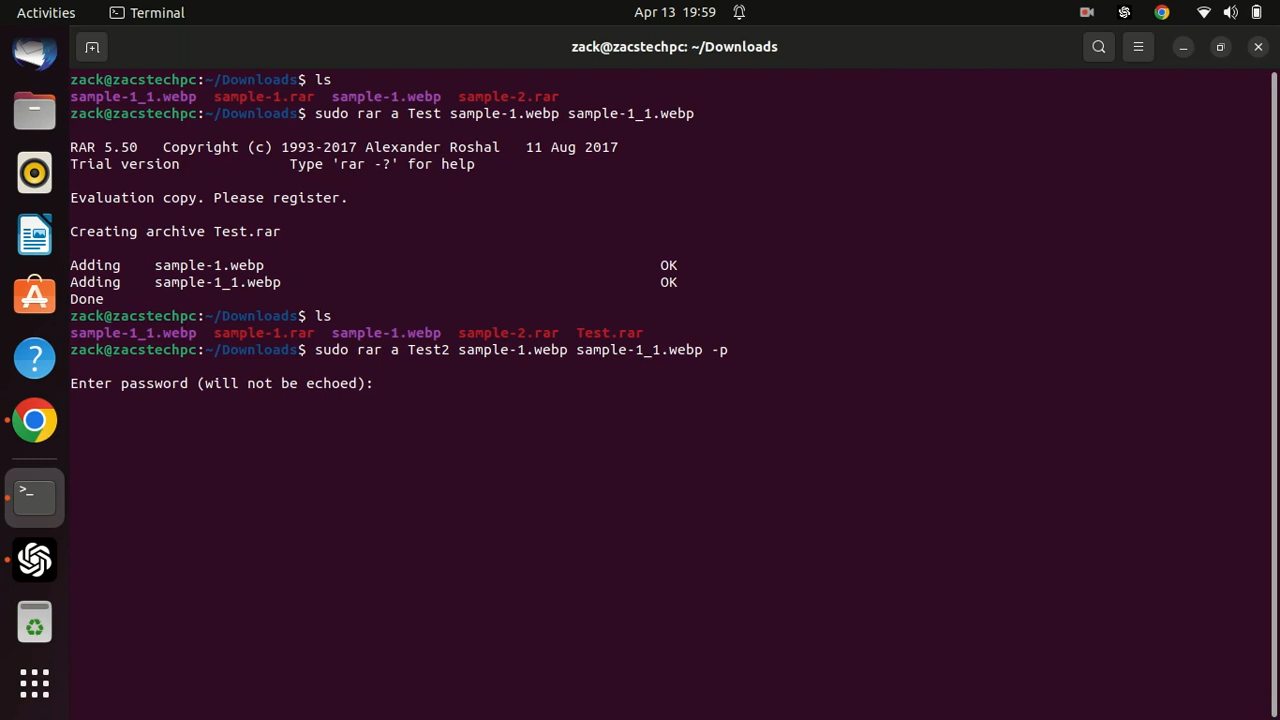 Activities Terminal Apr 13 19:59
zack@zacstechpc: ~/Downloads
zack@zacstechpc:~/Downloads$ ls
sample-1_1.webp sample-1.rar sample-1.webp sample-2.rar
zack@zacstechpc:~/Downloads$ sudo rar a Test sample-1.webp sample-1_1.webp
RAR 5.50 Copyright (c) 1993-2017 Alexander Roshal 11 Aug 2017
Trial version Type 'rar -?' for help
Evaluation copy. Please register.
Creating archive Test.rar
Adding sample-1.webp OK
Adding sample-1_1.webp OK
Done
zack@zacstechpc:~/Downloads$ ls
sample-1_1.webp sample-1.rar sample-1.webp sample-2.rar Test.rar
zack@zacstechpc:~/Downloads$ sudo rar a Test2 sample-1.webp sample-1_1.webp -p
Enter password (will not be echoed):